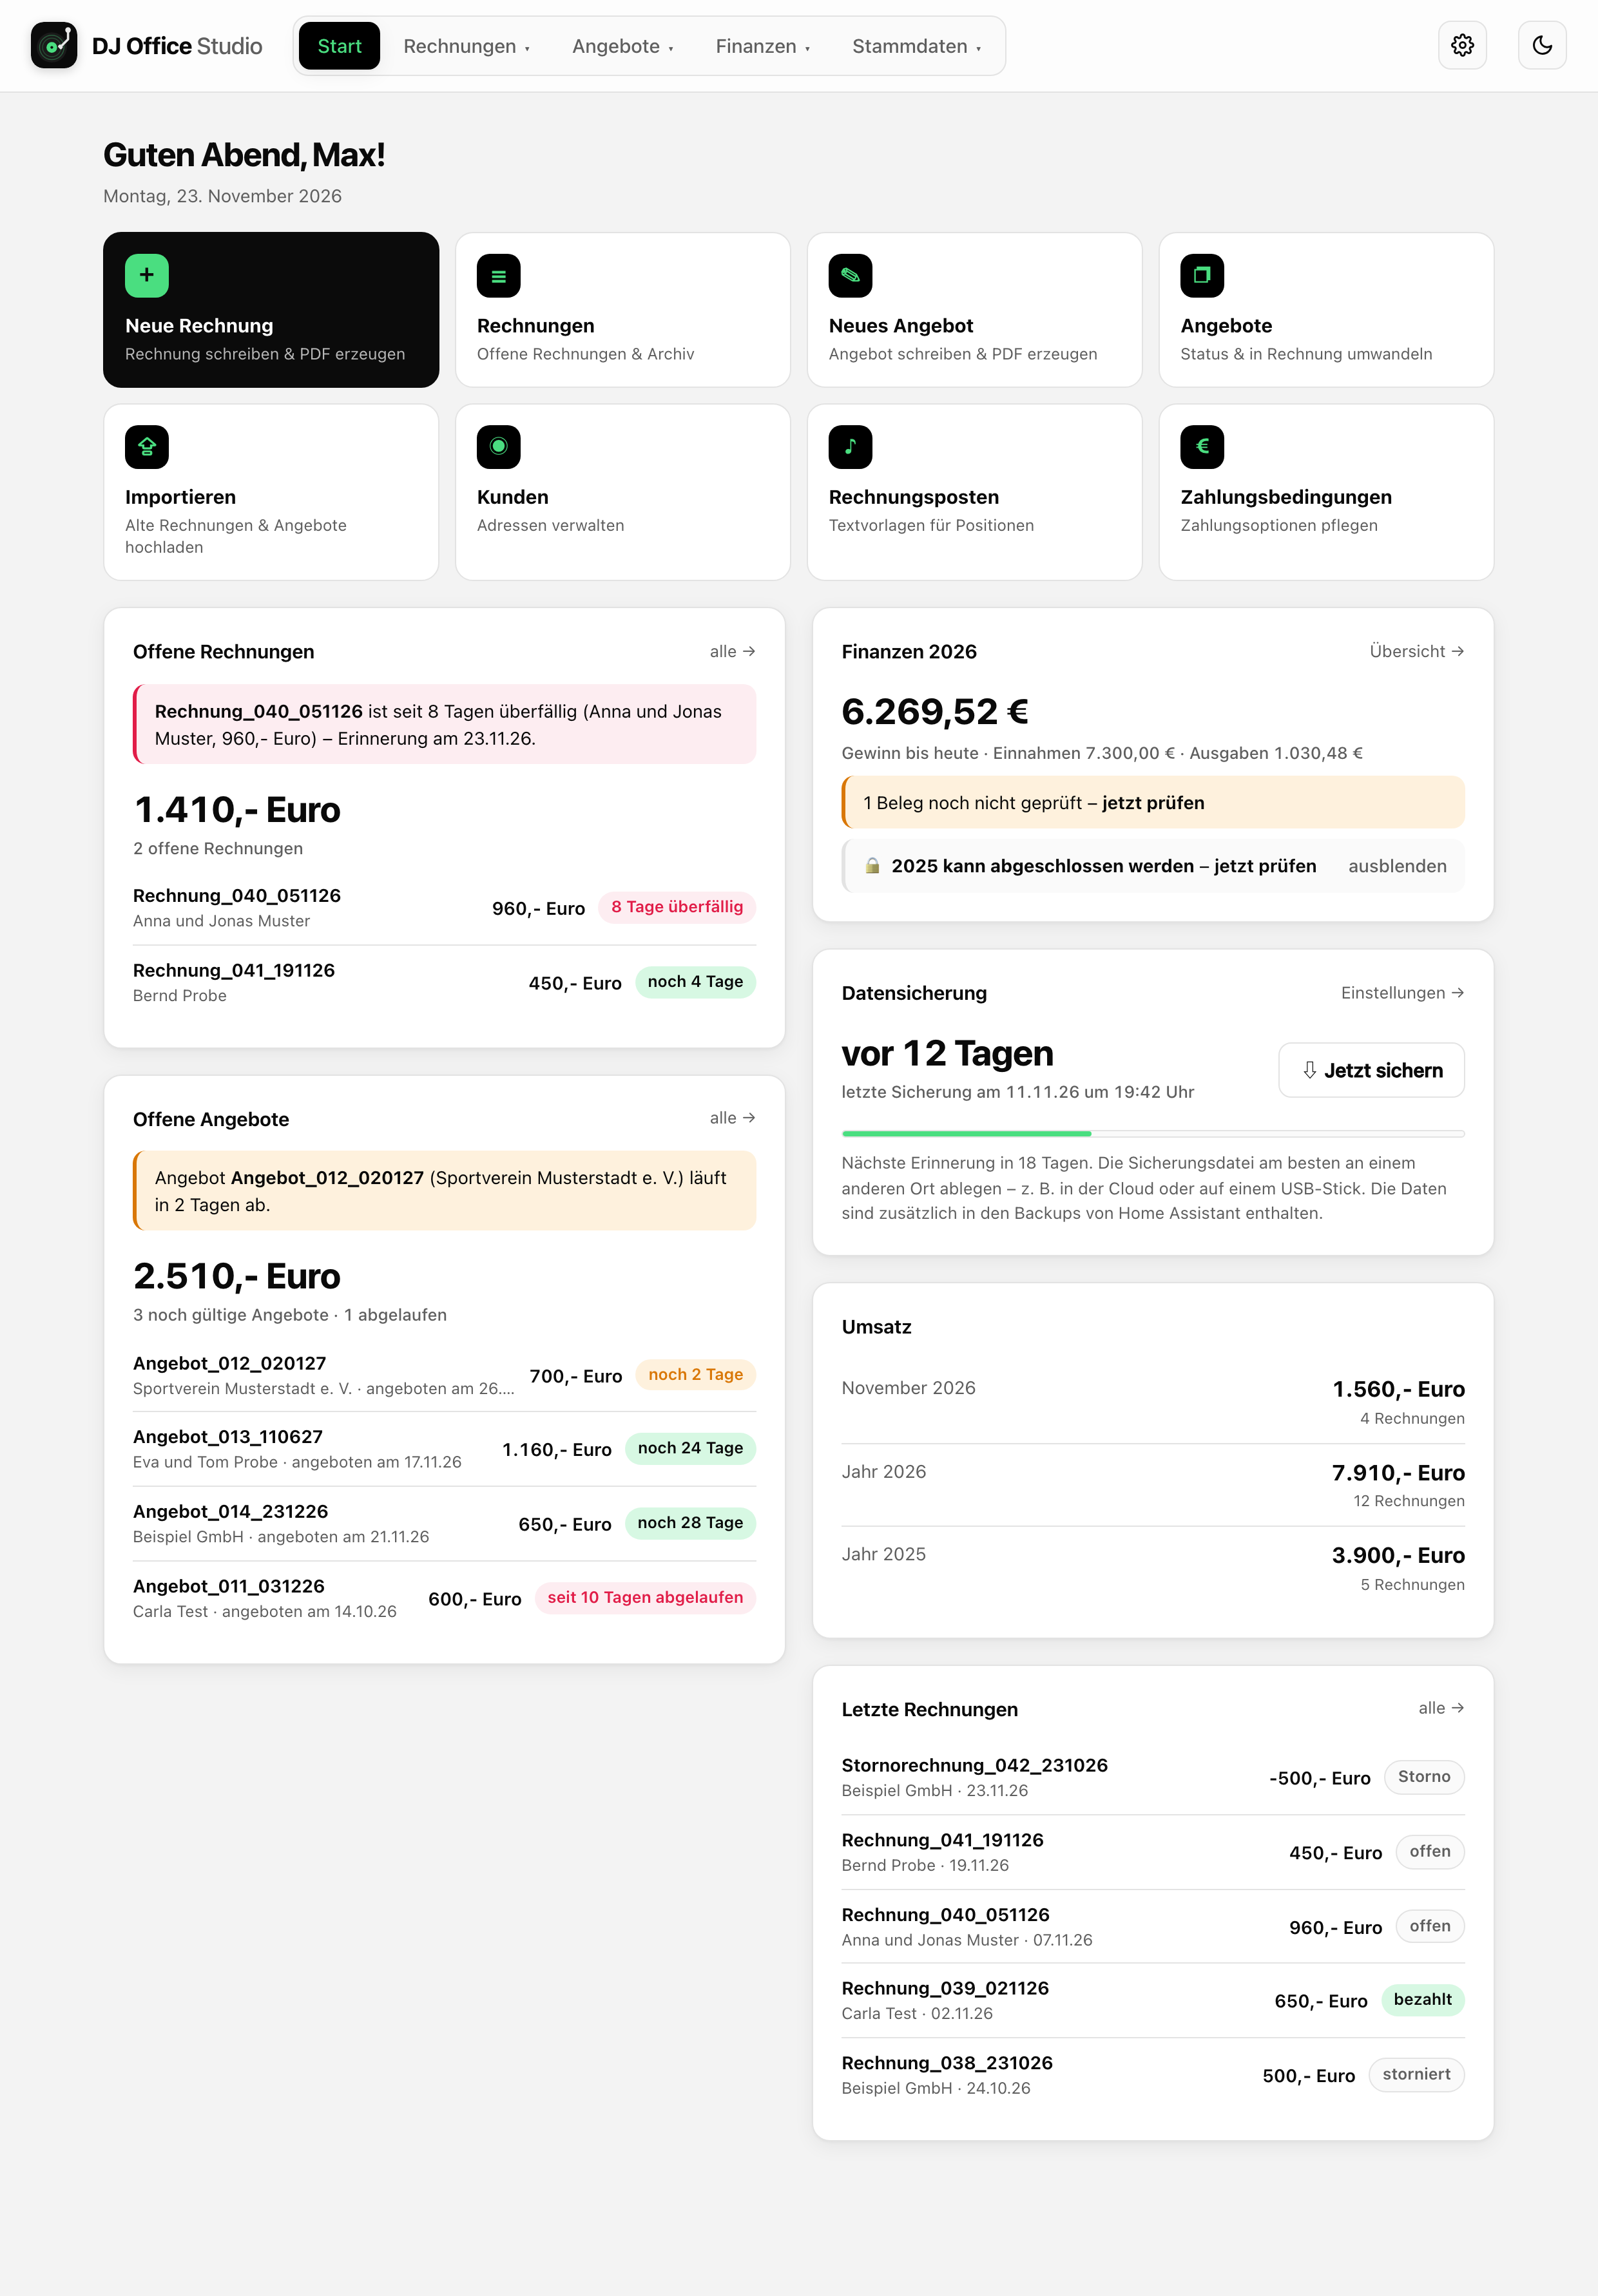 DJ Office Studio
Start
Rechnungen
Angebote
Finanzen
Stammdaten
Guten Abend, Max!
Montag, 23. November 2026
Neue Rechnung
Rechnung schreiben & PDF erzeugen
Rechnungen
Offene Rechnungen & Archiv
Neues Angebot
Angebot schreiben & PDF erzeugen
Angebote
Status & in Rechnung umwandeln
Importieren
Alte Rechnungen & Angebote
hochladen
Kunden
Adressen verwalten
Rechnungsposten
Textvorlagen für Positionen
€
Zahlungsbedingungen
Zahlungsoptionen pflegen
Offene Rechnungen
alle →
Rechnung_040_051126 ist seit 8 Tagen überfällig (Anna und Jonas
Muster, 960,- Euro) – Erinnerung am 23.11.26.
1.410,- Euro
2 offene Rechnungen
Rechnung_040_051126
Anna und Jonas Muster
960,- Euro
8 Tage überfällig
Rechnung_041_191126
Bernd Probe
450,- Euro
noch 4 Tage
Offene Angebote
alle →
Angebot Angebot_012_020127 (Sportverein Musterstadt e. V.) läuft
in 2 Tagen ab.
2.510,- Euro
3 noch gültige Angebote · 1 abgelaufen
Angebot_012_020127
Sportverein Musterstadt e. V. · angeboten am 26....
700,- Euro
noch 2 Tage
Angebot_013_110627
Eva und Tom Probe · angeboten am 17.11.26
1.160,- Euro
noch 24 Tage
Angebot_014_231226
Beispiel GmbH · angeboten am 21.11.26
650,- Euro
noch 28 Tage
Angebot_011_031226
Carla Test · angeboten am 14.10.26
600,- Euro
seit 10 Tagen abgelaufen
Finanzen 2026
Übersicht →
6.269,52 €
Gewinn bis heute · Einnahmen 7.300,00 € · Ausgaben 1.030,48 €
1 Beleg noch nicht geprüft – jetzt prüfen
2025 kann abgeschlossen werden – jetzt prüfen
ausblenden
Datensicherung
Einstellungen →
vor 12 Tagen
letzte Sicherung am 11.11.26 um 19:42 Uhr
⇩ Jetzt sichern
Nächste Erinnerung in 18 Tagen. Die Sicherungsdatei am besten an einem
anderen Ort ablegen – z. B. in der Cloud oder auf einem USB-Stick. Die Daten
sind zusätzlich in den Backups von Home Assistant enthalten.
Umsatz
November 2026
1.560,- Euro
4 Rechnungen
Jahr 2026
7.910,- Euro
12 Rechnungen
Jahr 2025
3.900,- Euro
5 Rechnungen
Letzte Rechnungen
alle →
Stornorechnung_042_231026
Beispiel GmbH · 23.11.26
-500,- Euro
Storno
Rechnung_041_191126
Bernd Probe · 19.11.26
450,- Euro
offen
Rechnung_040_051126
Anna und Jonas Muster · 07.11.26
960,- Euro
offen
Rechnung_039_021126
Carla Test · 02.11.26
650,- Euro
bezahlt
Rechnung_038_231026
Beispiel GmbH · 24.10.26
500,- Euro
storniert